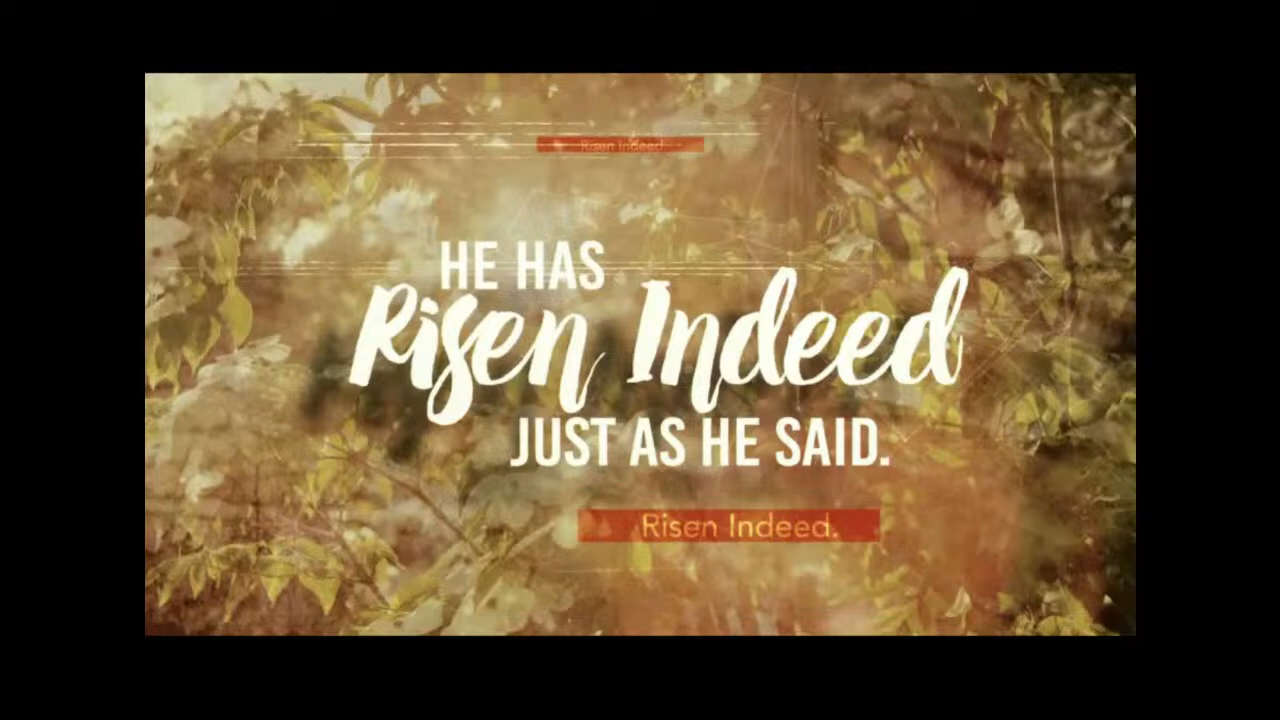 Risen Indeed.
HE HAS
Risen Indeed
JUST AS HE SAID.
Risen Indeed.